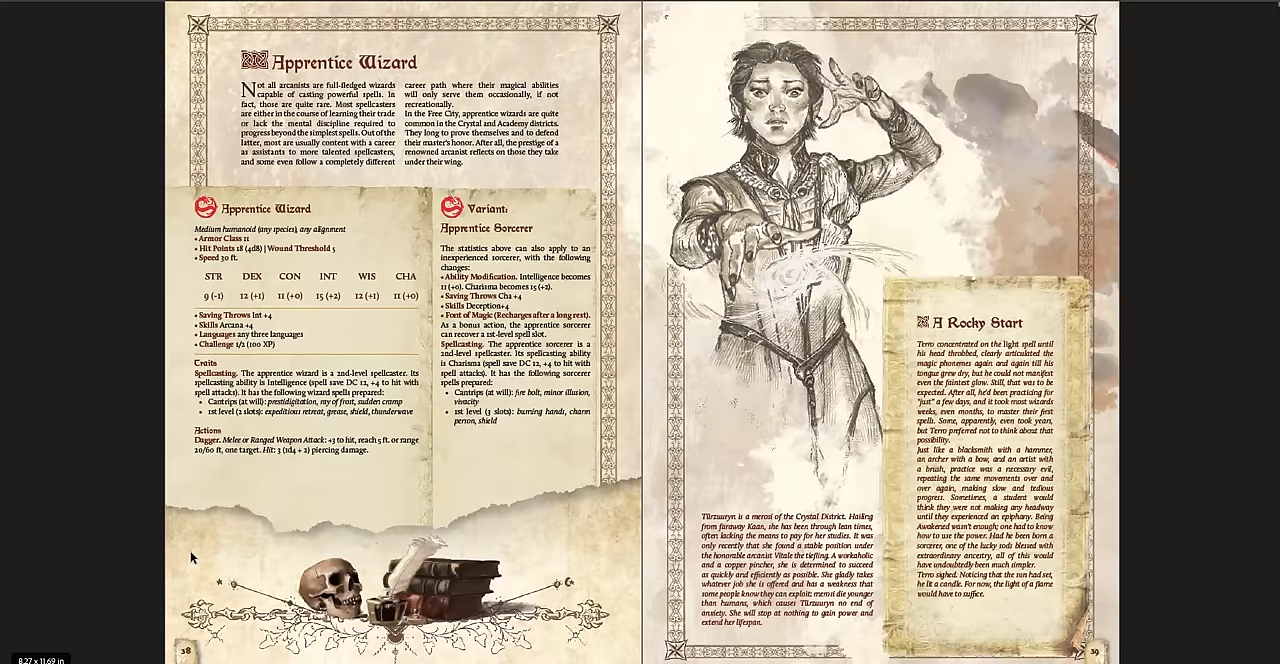 Apprentice Wizard
Not all arcanists are full-fledged wizards
capable of casting powerful spells. In
fact, those are quite rare. Most spellcasters
are either in the course of learning their trade
or lack the mental discipline required to
progress beyond the simplest spells. Out of the
latter, most are usually content with a career
as assistants to more talented spellcasters,
and some even follow a completely different
career path where their magical abilities
will only serve them occasionally, if not
recreationally.
In the Free City, apprentice wizards are quite
common in the Crystal and Academy districts.
They long to prove themselves and to defend
their master's honor. After all, the prestige of a
renowned arcanist reflects on those they take
under their wing.
Apprentice Wizard
Medium humanoid (any species), any alignment
• Armor Class 11
• Hit Points 18 (4d8) | Wound Threshold 5
• Speed 30 ft.
STR DEX CON INT WIS CHA
9 (-1) 12 (+1) 11 (+0) 15 (+2) 12 (+1) 11 (+0)
• Saving Throws Int +4
• Skills Arcana +4
• Languages any three languages
• Challenge 1/2 (100 XP)
Traits
Spellcasting. The apprentice wizard is a 2nd-level spellcaster. Its
spellcasting ability is Intelligence (spell save DC 12, +4 to hit with
spell attacks). It has the following wizard spells prepared:
• Cantrips (at will): prestidigitation, ray of frost, sudden cramp
• 1st level (2 slots): expeditious retreat, grease, shield, thunderwave
Actions
Dagger. Melee or Ranged Weapon Attack: +3 to hit, reach 5 ft. or range
20/60 ft, one target. Hit: 3 (1d4 + 2) piercing damage.
Variant:
Apprentice Sorcerer
The statistics above can also apply to an
inexperienced sorcerer, with the following
changes:
• Ability Modification. Intelligence becomes
11 (+0). Charisma becomes 15 (+2).
• Saving Throws Cha +4
• Skills Deception+4
• Font of Magic (Recharges after a long rest).
As a bonus action, the apprentice sorcerer
can recover a 1st-level spell slot.
Spellcasting. The apprentice sorcerer is a
2nd-level spellcaster. Its spellcasting ability
is Charisma (spell save DC 12, +4 to hit with
spell attacks). It has the following sorcerer
spells prepared:
• Cantrips (at will): fire bolt, minor illusion,
vivacity
• 1st level (3 slots): burning hands, charm
person, shield
38
8.27 x 11.69 in
Türzuuryn is a merosi of the Crystal District. Hailing
from faraway Kaan, she has been through lean times,
often lacking the means to pay for her studies. It was
only recently that she found a stable position under
the honorable arcanist Vitale the tiefling. A workaholic
and a copper pincher, she is determined to succeed
as quickly and efficiently as possible. She gladly takes
whatever job she is offered and has a weakness that
some people know they can exploit: merosi die younger
than humans, which causes Türzuuryn no end of
anxiety. She will stop at nothing to gain power and
extend her lifespan.
A Rocky Start
Terro concentrated on the light spell until
his head throbbed, clearly articulated the
magic phonemes again and again till his
tongue grew dry, but he could not manifest
even the faintest glow. Still, that was to be
expected. After all, he'd been practicing for
"just" a few days, and it took most wizards
weeks, even months, to master their first
spells. Some, apparently, even took years,
but Terro preferred not to think about that
possibility.
Just like a blacksmith with a hammer,
an archer with a bow, and an artist with
a brush, practice was a necessary evil,
repeating the same movements over and
over again, making slow and tedious
progress. Sometimes, a student would
think they were not making any headway
until they experienced an epiphany. Being
Awakened wasn't enough; one had to know
how to use the power. Had he been born a
sorcerer, one of the lucky sods blessed with
extraordinary ancestry, all of this would
have undoubtedly been much simpler.
Terro sighed. Noticing that the sun had set,
he lit a candle. For now, the light of a flame
would have to suffice.
39